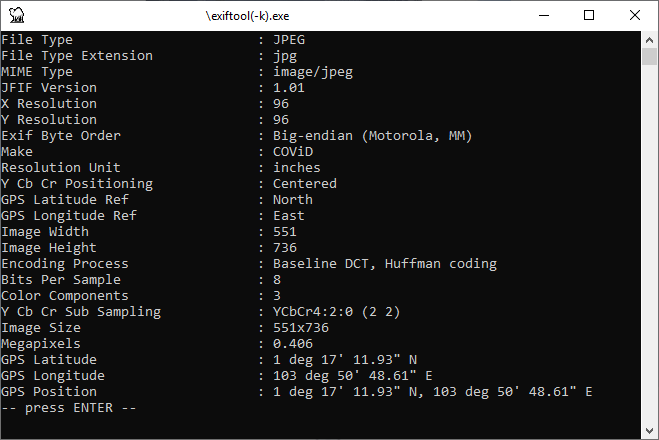 \exiftool(-k).exe
File Type : JPEG
File Type Extension : jpg
MIME Type : image/jpeg
JFIF Version : 1.01
X Resolution : 96
Y Resolution : 96
Exif Byte Order : Big-endian (Motorola, MM)
Make : COViD
Resolution Unit : inches
Y Cb Cr Positioning : Centered
GPS Latitude Ref : North
GPS Longitude Ref : East
Image Width : 551
Image Height : 736
Encoding Process : Baseline DCT, Huffman coding
Bits Per Sample : 8
Color Components : 3
Y Cb Cr Sub Sampling : YCbCr4:2:0 (2 2)
Image Size : 551x736
Megapixels : 0.406
GPS Latitude : 1 deg 17' 11.93" N
GPS Longitude : 103 deg 50' 48.61" E
GPS Position : 1 deg 17' 11.93" N, 103 deg 50' 48.61" E
-- press ENTER --